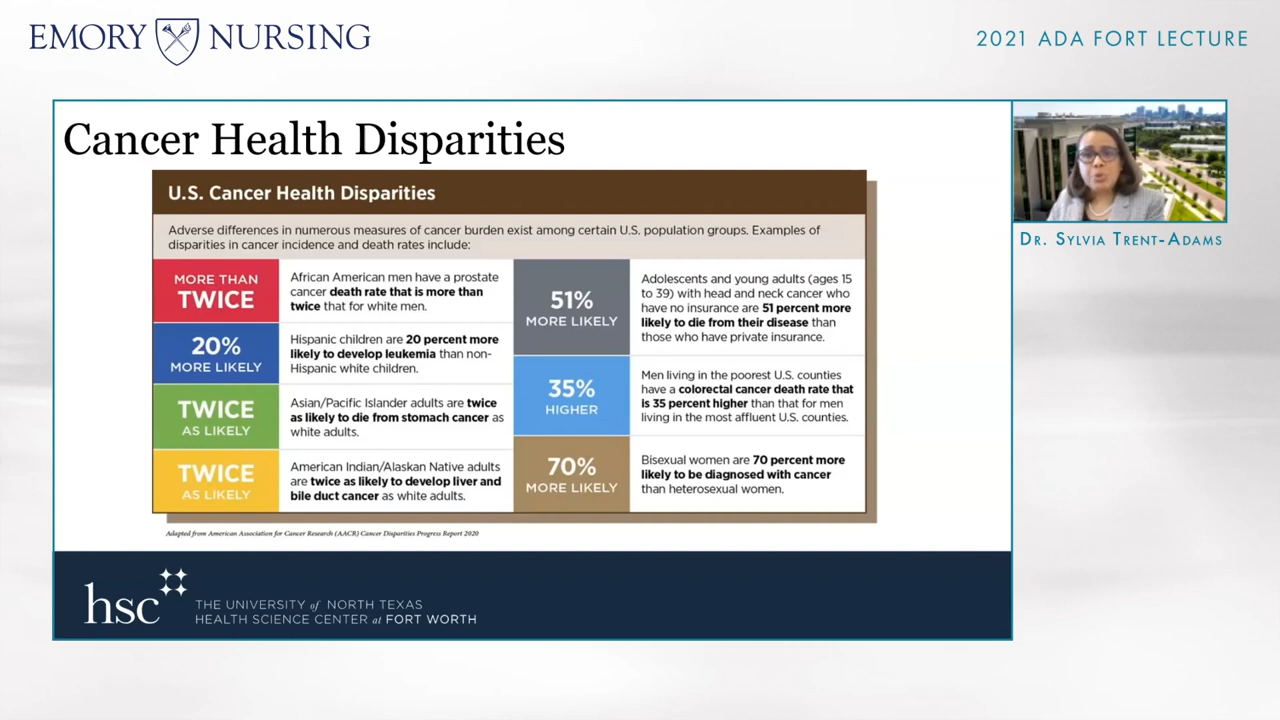 EMORY NURSING
2021 ADA FORT LECTURE
Cancer Health Disparities
U.S. Cancer Health Disparities
Adverse differences in numerous measures of cancer burden exist among certain U.S. population groups. Examples of
disparities in cancer incidence and death rates include:
MORE THAN
TWICE
African American men have a prostate
cancer death rate that is more than
twice that for white men.
20%
MORE LIKELY
Hispanic children are 20 percent more
likely to develop leukemia than non-
Hispanic white children.
TWICE
AS LIKELY
Asian/Pacific Islander adults are twice
as likely to die from stomach cancer as
white adults.
TWICE
AS LIKELY
American Indian/Alaskan Native adults
are twice as likely to develop liver and
bile duct cancer as white adults.
51%
MORE LIKELY
Adolescents and young adults (ages 15
to 39) with head and neck cancer who
have no insurance are 51 percent more
likely to die from their disease than
those who have private insurance.
35%
HIGHER
Men living in the poorest U.S. counties
have a colorectal cancer death rate that
is 35 percent higher than that for men
living in the most affluent U.S. counties.
70%
MORE LIKELY
Bisexual women are 70 percent more
likely to be diagnosed with cancer
than heterosexual women.
Adapted from American Association for Cancer Research (AACR) Cancer Disparities Progress Report 2020
hsc
THE UNIVERSITY of NORTH TEXAS
HEALTH SCIENCE CENTER at FORT WORTH
DR. SYLVIA TRENT-ADAMS